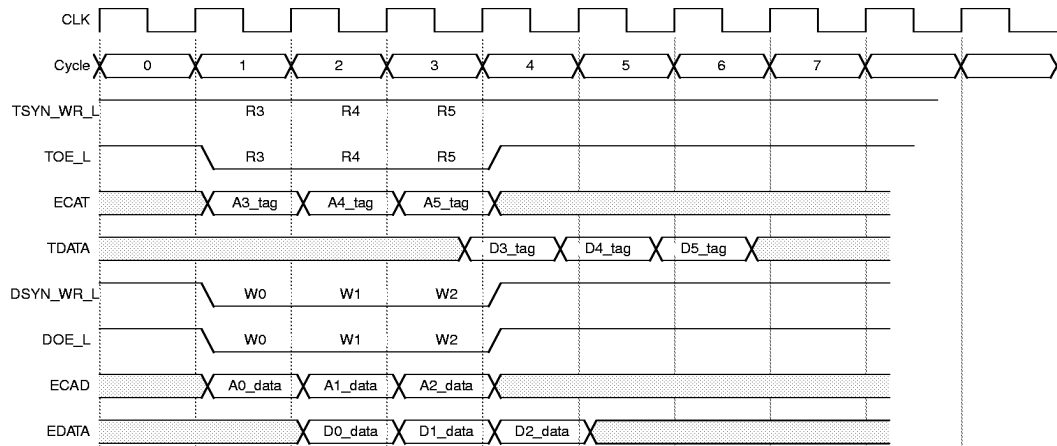 CLK
Cycle 0 1 2 3 4 5 6 7
TSYN_WR_L R3 R4 R5
TOE_L R3 R4 R5
ECAT A3_tag A4_tag A5_tag
TDATA D3_tag D4_tag D5_tag
DSYN_WR_L W0 W1 W2
DOE_L W0 W1 W2
ECAD A0_data A1_data A2_data
EDATA D0_data D1_data D2_data